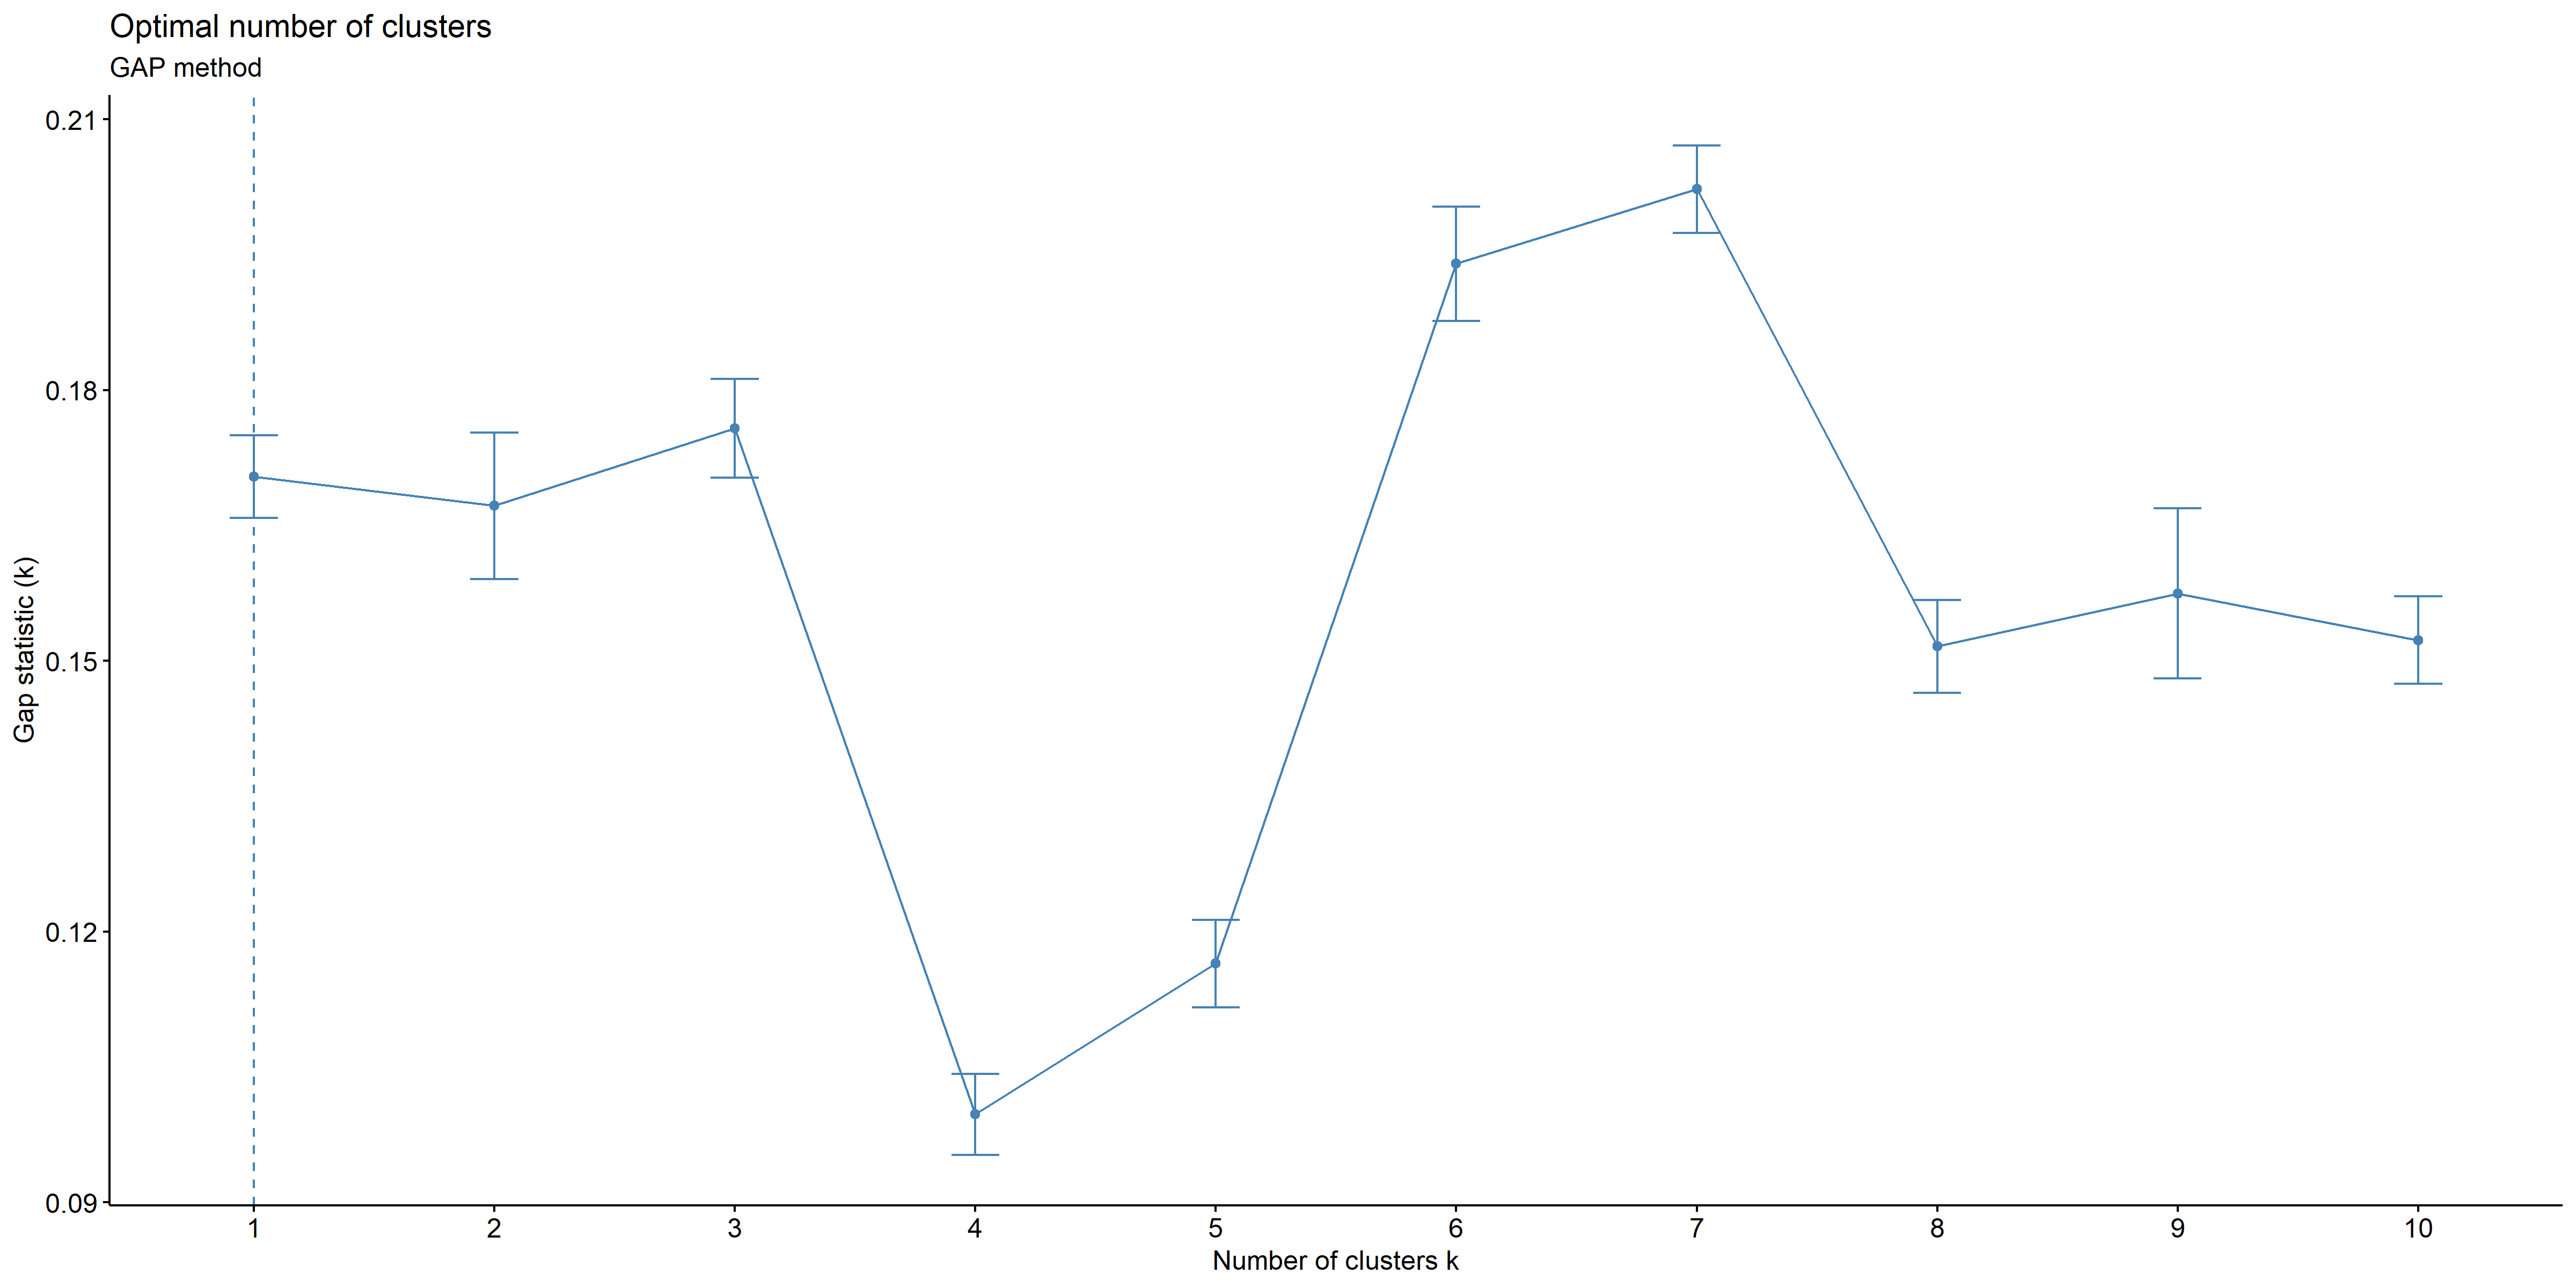 Optimal number of clusters
GAP method
0.21
0.18
0.15
0.12
0.09
Gap statistic (k)
1 2 3 4 5 6 7 8 9 10
Number of clusters k